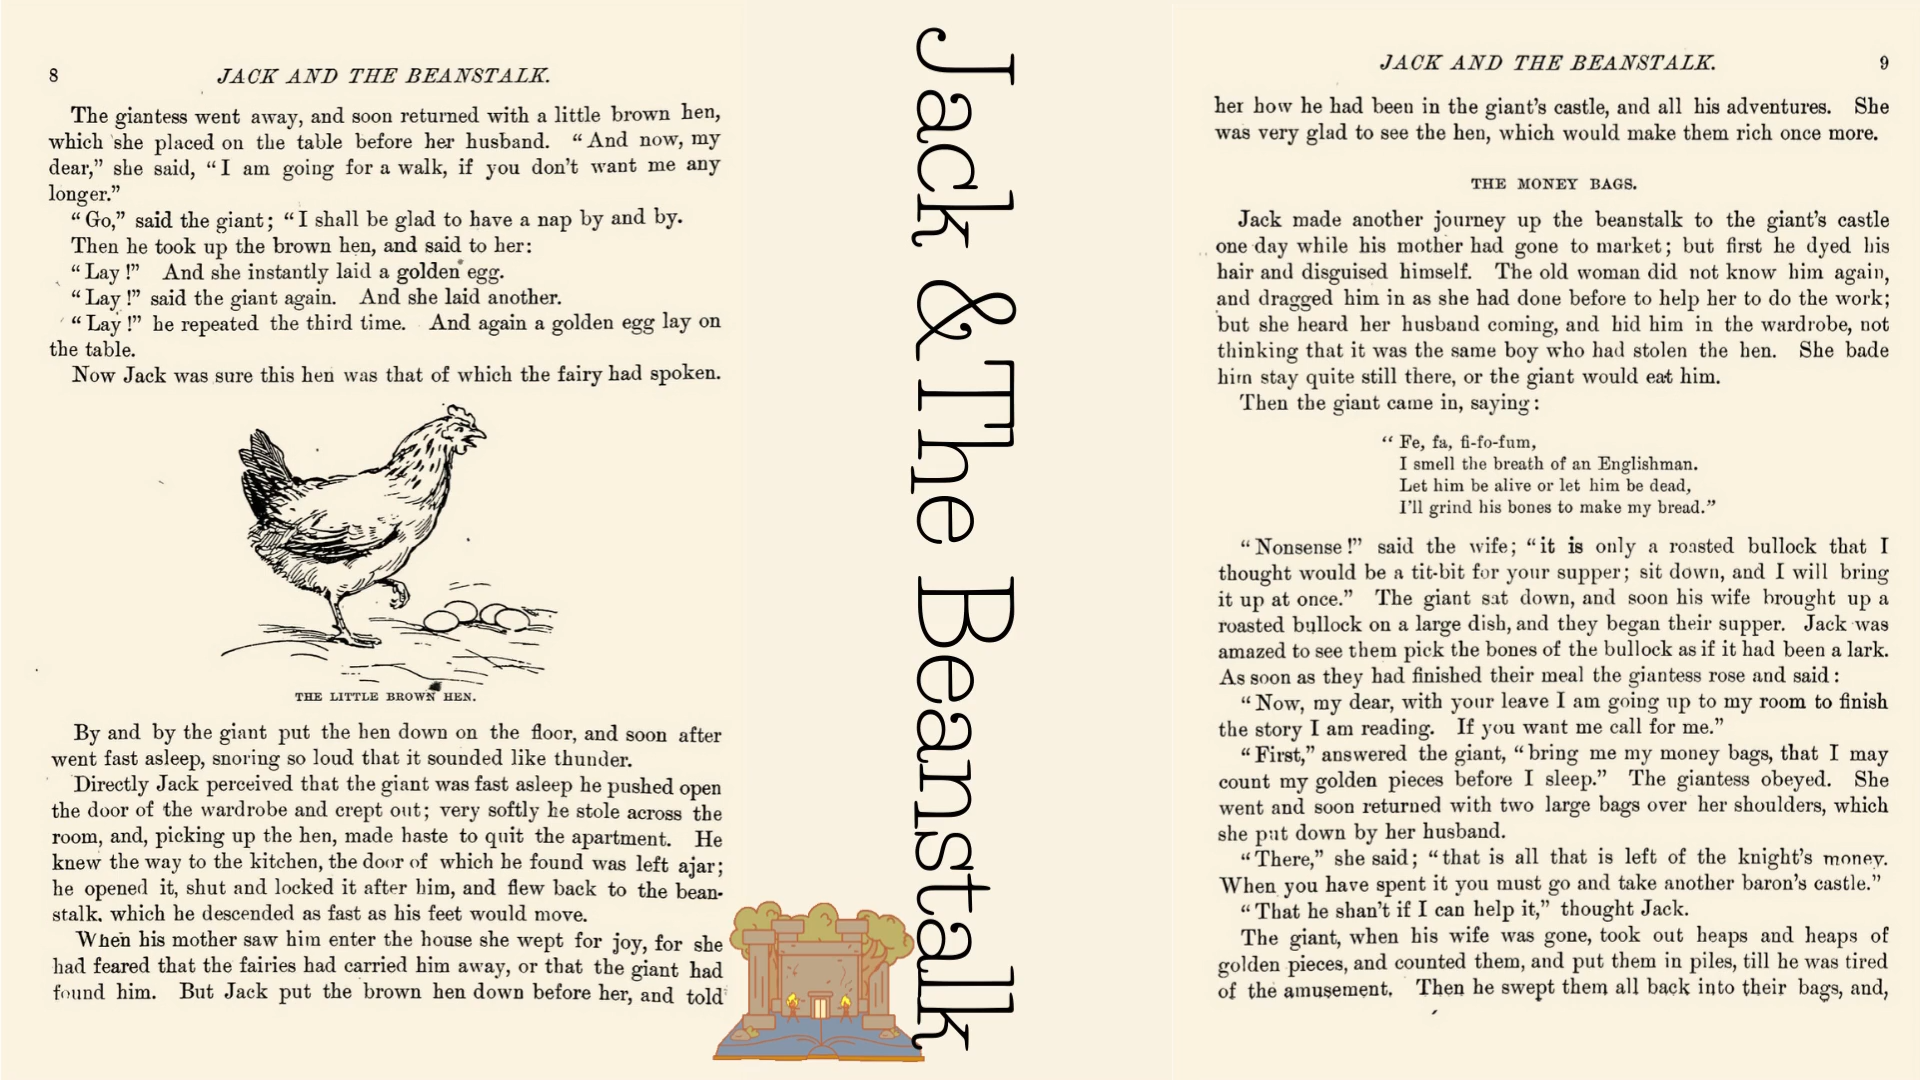 8 JACK AND THE BEANSTALK.
The giantess went away, and soon returned with a little brown hen,
which she placed on the table before her husband. “And now, my
dear,” she said, “I am going for a walk, if you don’t want me any
longer.”
“Go,” said the giant; “I shall be glad to have a nap by and by.
Then he took up the brown hen, and said to her:
“Lay!” And she instantly laid a golden egg.
“Lay!” said the giant again. And she laid another.
“Lay!” he repeated the third time. And again a golden egg lay on
the table.
Now Jack was sure this hen was that of which the fairy had spoken.
THE LITTLE BROWN HEN.
By and by the giant put the hen down on the floor, and soon after
went fast asleep, snoring so loud that it sounded like thunder.
Directly Jack perceived that the giant was fast asleep he pushed open
the door of the wardrobe and crept out; very softly he stole across the
room, and, picking up the hen, made haste to quit the apartment. He
knew the way to the kitchen, the door of which he found was left ajar;
he opened it, shut and locked it after him, and flew back to the bean-
stalk, which he descended as fast as his feet would move.
When his mother saw him enter the house she wept for joy, for she
had feared that the fairies had carried him away, or that the giant had
found him. But Jack put the brown hen down before her, and told
Jack & The Beanstalk
JACK AND THE BEANSTALK. 9
her how he had been in the giant’s castle, and all his adventures. She
was very glad to see the hen, which would make them rich once more.
THE MONEY BAGS.
Jack made another journey up the beanstalk to the giant’s castle
one day while his mother had gone to market; but first he dyed his
hair and disguised himself. The old woman did not know him again,
and dragged him in as she had done before to help her to do the work;
but she heard her husband coming, and hid him in the wardrobe, not
thinking that it was the same boy who had stolen the hen. She bade
him stay quite still there, or the giant would eat him.
Then the giant came in, saying:
“Fe, fa, fi-fo-fum,
I smell the breath of an Englishman.
Let him be alive or let him be dead,
I’ll grind his bones to make my bread.”
“Nonsense!” said the wife; “it is only a roasted bullock that I
thought would be a tit-bit for your supper; sit down, and I will bring
it up at once.” The giant sat down, and soon his wife brought up a
roasted bullock on a large dish, and they began their supper. Jack was
amazed to see them pick the bones of the bullock as if it had been a lark.
As soon as they had finished their meal the giantess rose and said:
“Now, my dear, with your leave I am going up to my room to finish
the story I am reading. If you want me call for me.”
“First,” answered the giant, “bring me my money bags, that I may
count my golden pieces before I sleep.” The giantess obeyed. She
went and soon returned with two large bags over her shoulders, which
she put down by her husband.
“There,” she said; “that is all that is left of the knight’s money.
When you have spent it you must go and take another baron’s castle.”
“That he shan’t if I can help it,” thought Jack.
The giant, when his wife was gone, took out heaps and heaps of
golden pieces, and counted them, and put them in piles, till he was tired
of the amusement. Then he swept them all back into their bags, and,